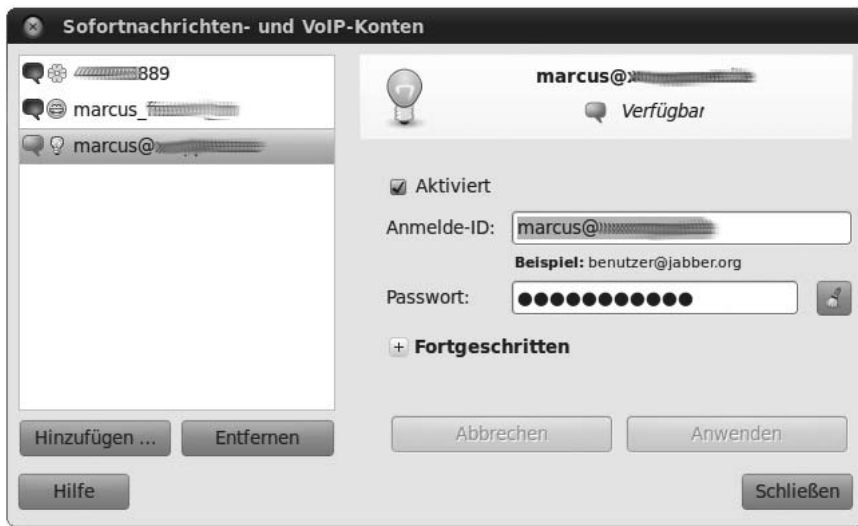 Sofortnachrichten- und VoIP-Konten
889
marcus_
marcus@
marcus@
Verfügbar
Aktiviert
Anmelde-ID: marcus@
Beispiel: benutzer@jabber.org
Passwort: ●●●●●●●●●●●
Fortgeschritten
Hinzufügen ... Entfernen
Abbrechen Anwenden
Hilfe Schließen